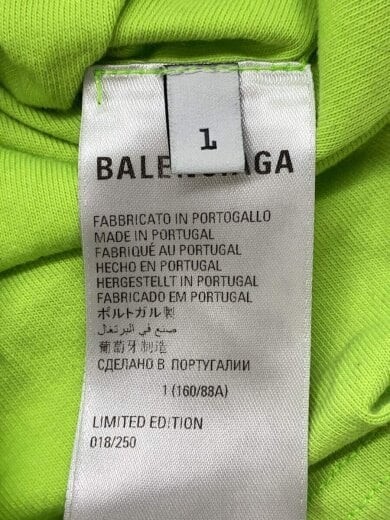 1
BALENCIAGA
FABBRICATO IN PORTOGALLO
MADE IN PORTUGAL
FABRIQUÉ AU PORTUGAL
HECHO EN PORTUGAL
HERGESTELLT IN PORTUGAL
FABRICADO EM PORTUGAL
ポルトガル製
صنع في البرتغال
葡萄牙制造
СДЕЛАНО В ПОРТУГАЛИИ
1 (160/88A)
LIMITED EDITION
018/250